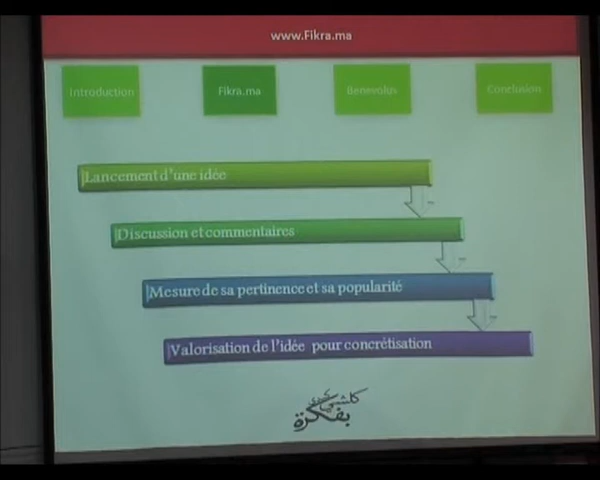 www.Fikra.ma
Introduction
Fikra.ma
Benevolus
Conclusion
Lancement d'une idée
Discussion et commentaires
Mesure de sa pertinence et sa popularité
Valorisation de l'idée pour concrétisation
كلشي
بفكرة